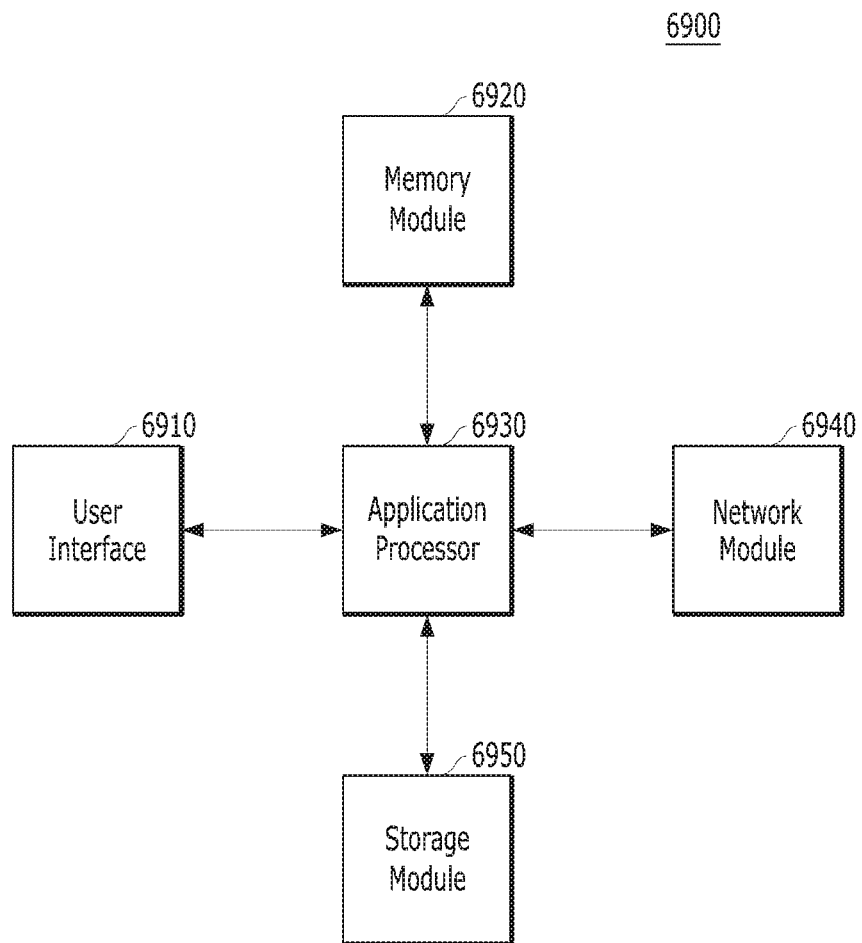 6900
6920
Memory
Module
6910
User
Interface
6930
Application
Processor
6940
Network
Module
6950
Storage
Module